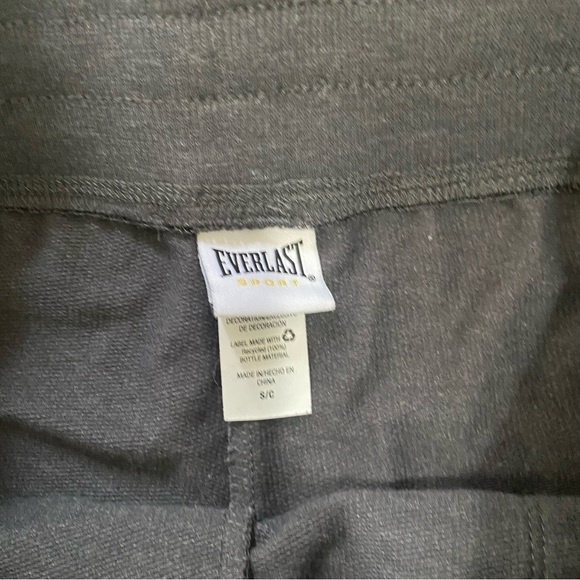 EVERLAST®
SPORT
DECORATION EXCLUSIVE
DE DECORACIÓN
LABEL MADE WITH
Recycled (100%)
BOTTLE MATERIAL
MADE IN/HECHO EN
CHINA
S/C